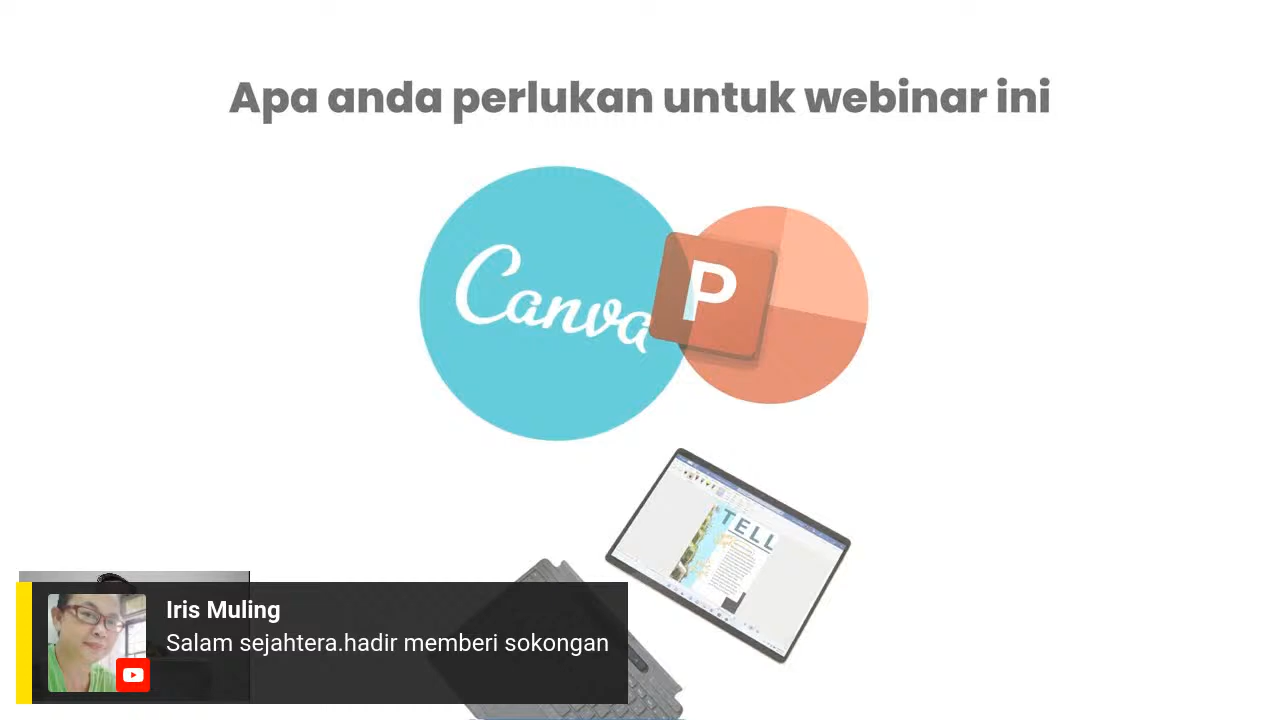 Apa anda perlukan untuk webinar ini
Canva
P
TELL
Iris Muling
Salam sejahtera.hadir memberi sokongan